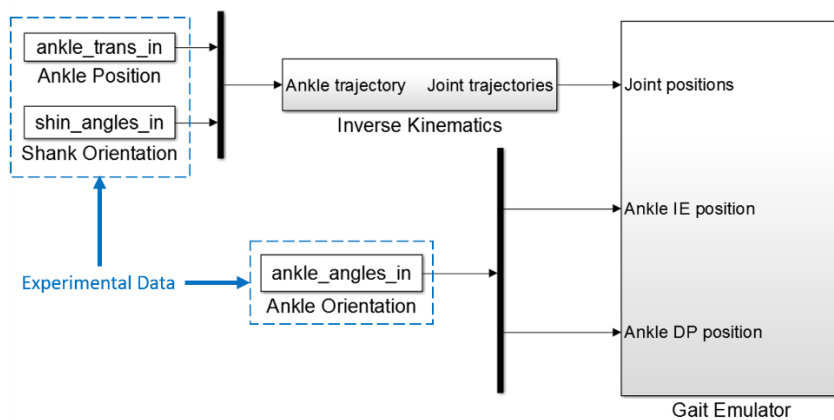 ankle_trans_in
Ankle Position
shin_angles_in
Shank Orientation
Experimental Data
Ankle trajectory Joint trajectories
Inverse Kinematics
ankle_angles_in
Ankle Orientation
Joint positions
Ankle IE position
Ankle DP position
Gait Emulator